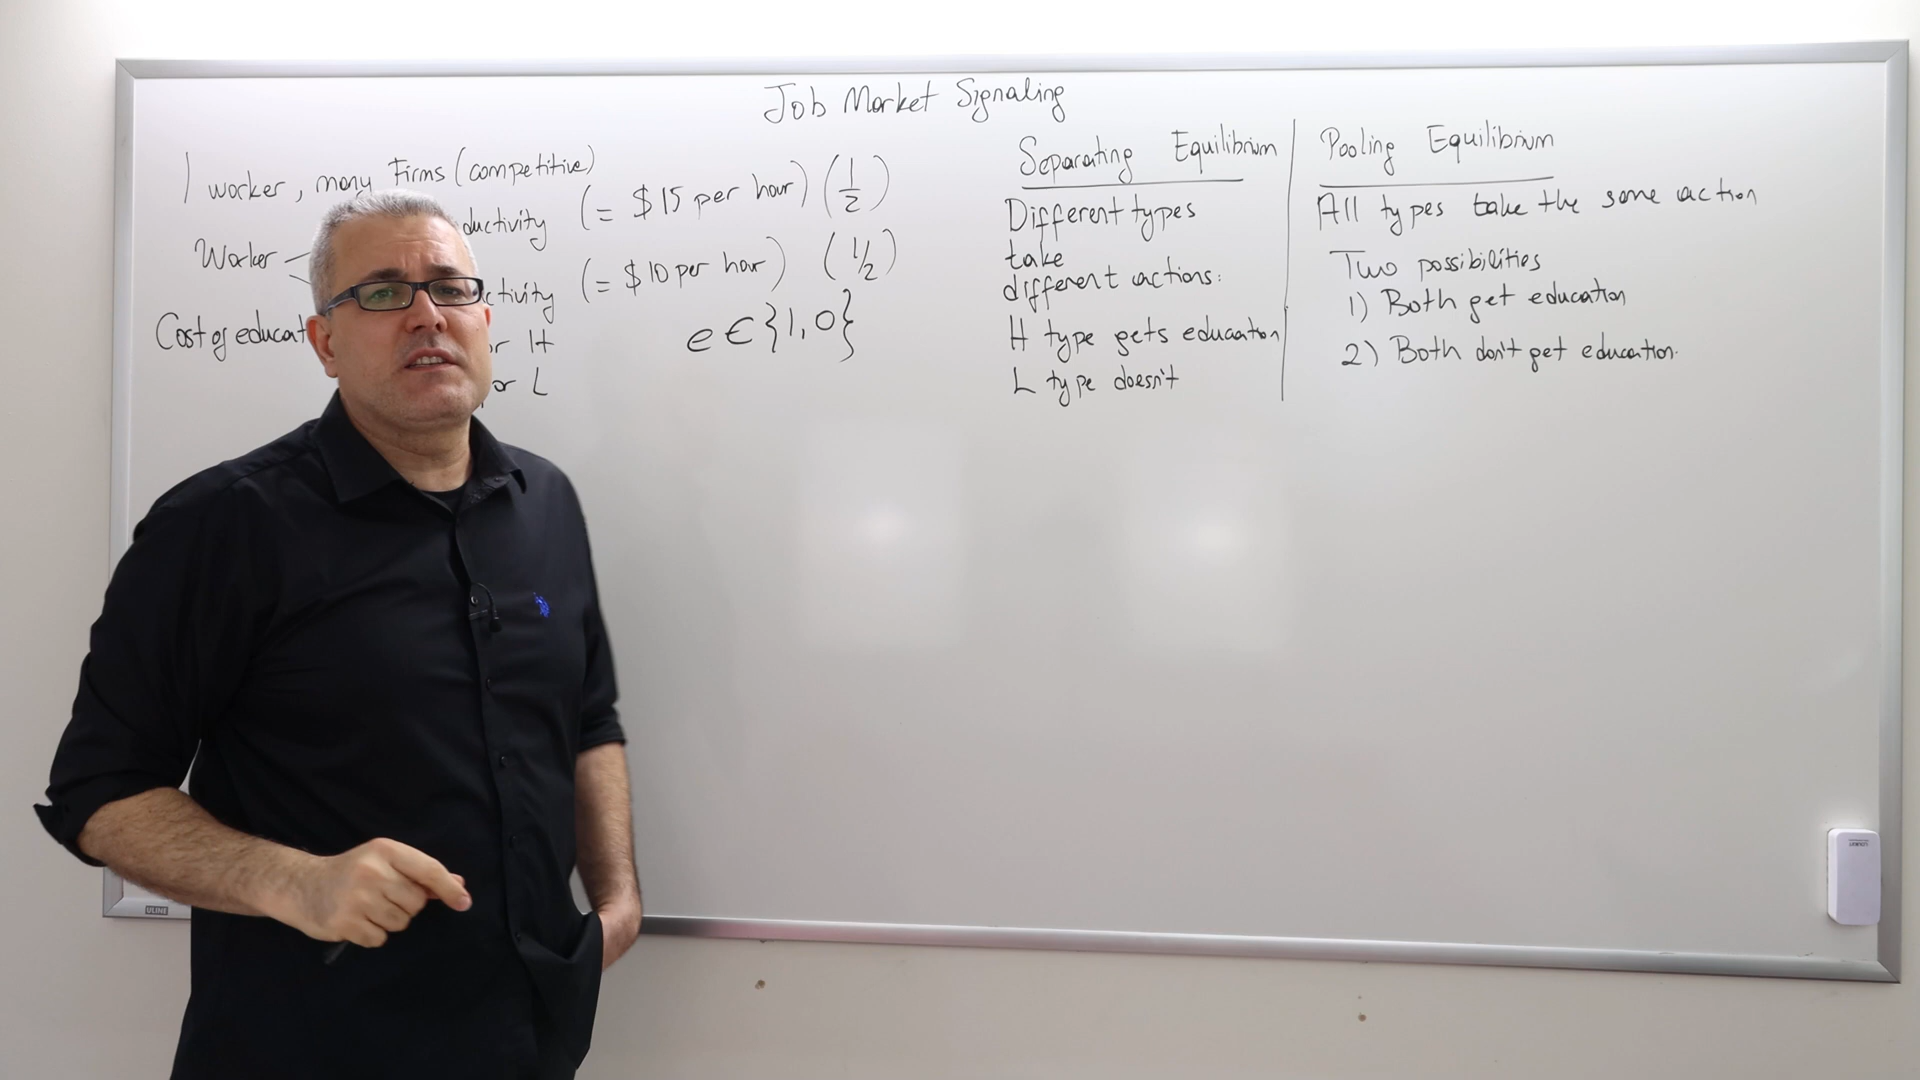 Job Market Signaling
1 worker, many Firms (competitive)
ductivity (= $15 per hour) (1/2)
Worker
ctivity (= $10 per hour) (1/2)
Cost of educat
or H
e ∈ {1,0}
or L
Separating Equilibrium
Different types
take
different actions:
H type gets education
L type doesn't
Pooling Equilibrium
All types take the same action
Two possibilities
1) Both get education
2) Both don't get education.
ULINE